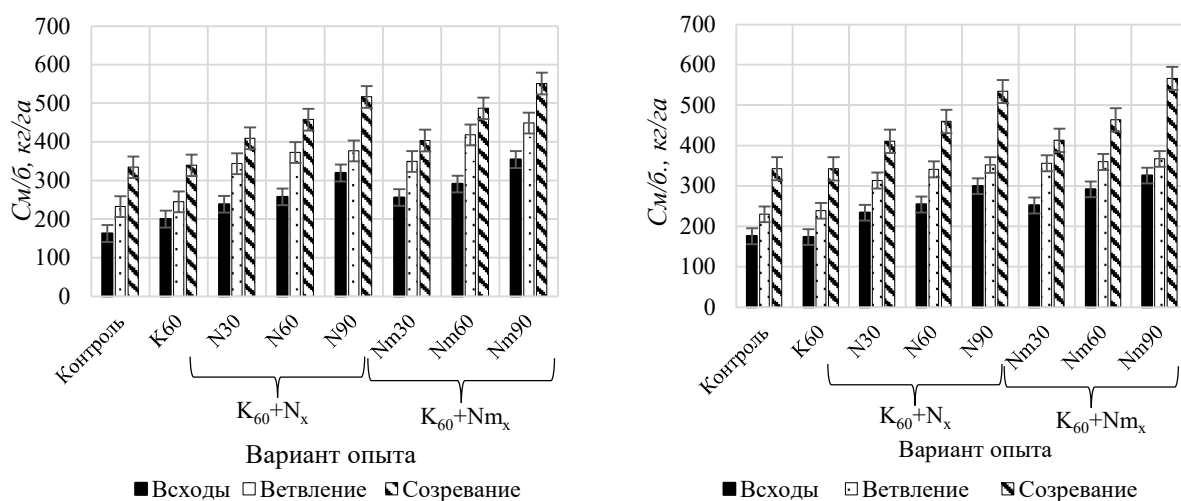 700
600
500
400
300
200
100
0
См/б., кг/га
Контроль
K60
N30
N60
N90
Nm30
Nm60
Nm90
K₆₀+Nₓ
K₆₀+Nmₓ
Вариант опыта
Всходы Ветвление Созревание
700
600
500
400
300
200
100
0
См/б., кг/га
Контроль
K60
N30
N60
N90
Nm30
Nm60
Nm90
K₆₀+Nₓ
K₆₀+Nmₓ
Вариант опыта
Всходы Ветвление Созревание